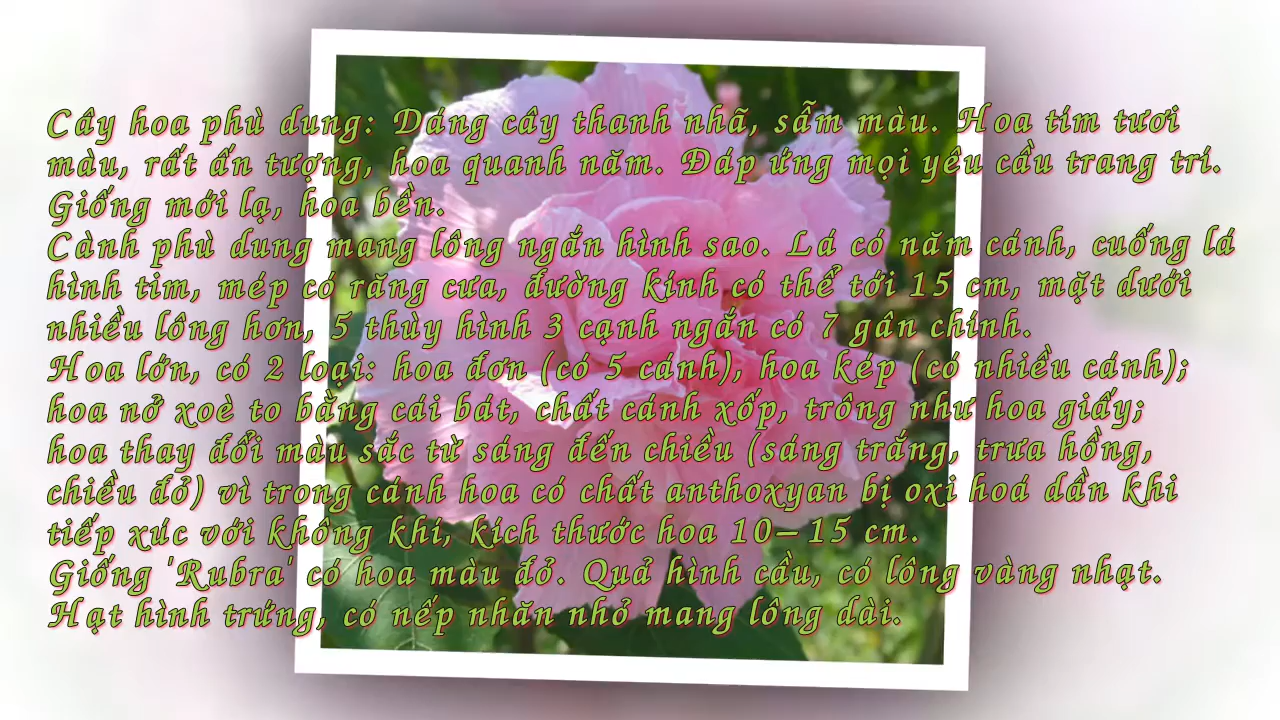 Cây hoa phù dung: Dáng cây thanh nhã, sẫm màu. Hoa tím tươi
màu, rất ấn tượng, hoa quanh năm. Đáp ứng mọi yêu cầu trang trí.
Giống mới lạ, hoa bền.
Cành phù dung mang lông ngắn hình sao. Lá có năm cánh, cuống lá
hình tim, mép có răng cưa, đường kính có thể tới 15 cm, mặt dưới
nhiều lông hơn, 5 thùy hình 3 cạnh ngắn có 7 gân chính.
Hoa lớn, có 2 loại: hoa đơn (có 5 cánh), hoa kép (có nhiều cánh);
hoa nở xoè to bằng cái bát, chất cánh xốp, trông như hoa giấy;
hoa thay đổi màu sắc từ sáng đến chiều (sáng trắng, trưa hồng,
chiều đỏ) vì trong cánh hoa có chất anthoxyan bị oxi hoá dần khi
tiếp xúc với không khí, kích thước hoa 10–15 cm.
Giống 'Rubra' có hoa màu đỏ. Quả hình cầu, có lông vàng nhạt.
Hạt hình trứng, có nếp nhăn nhỏ mang lông dài.